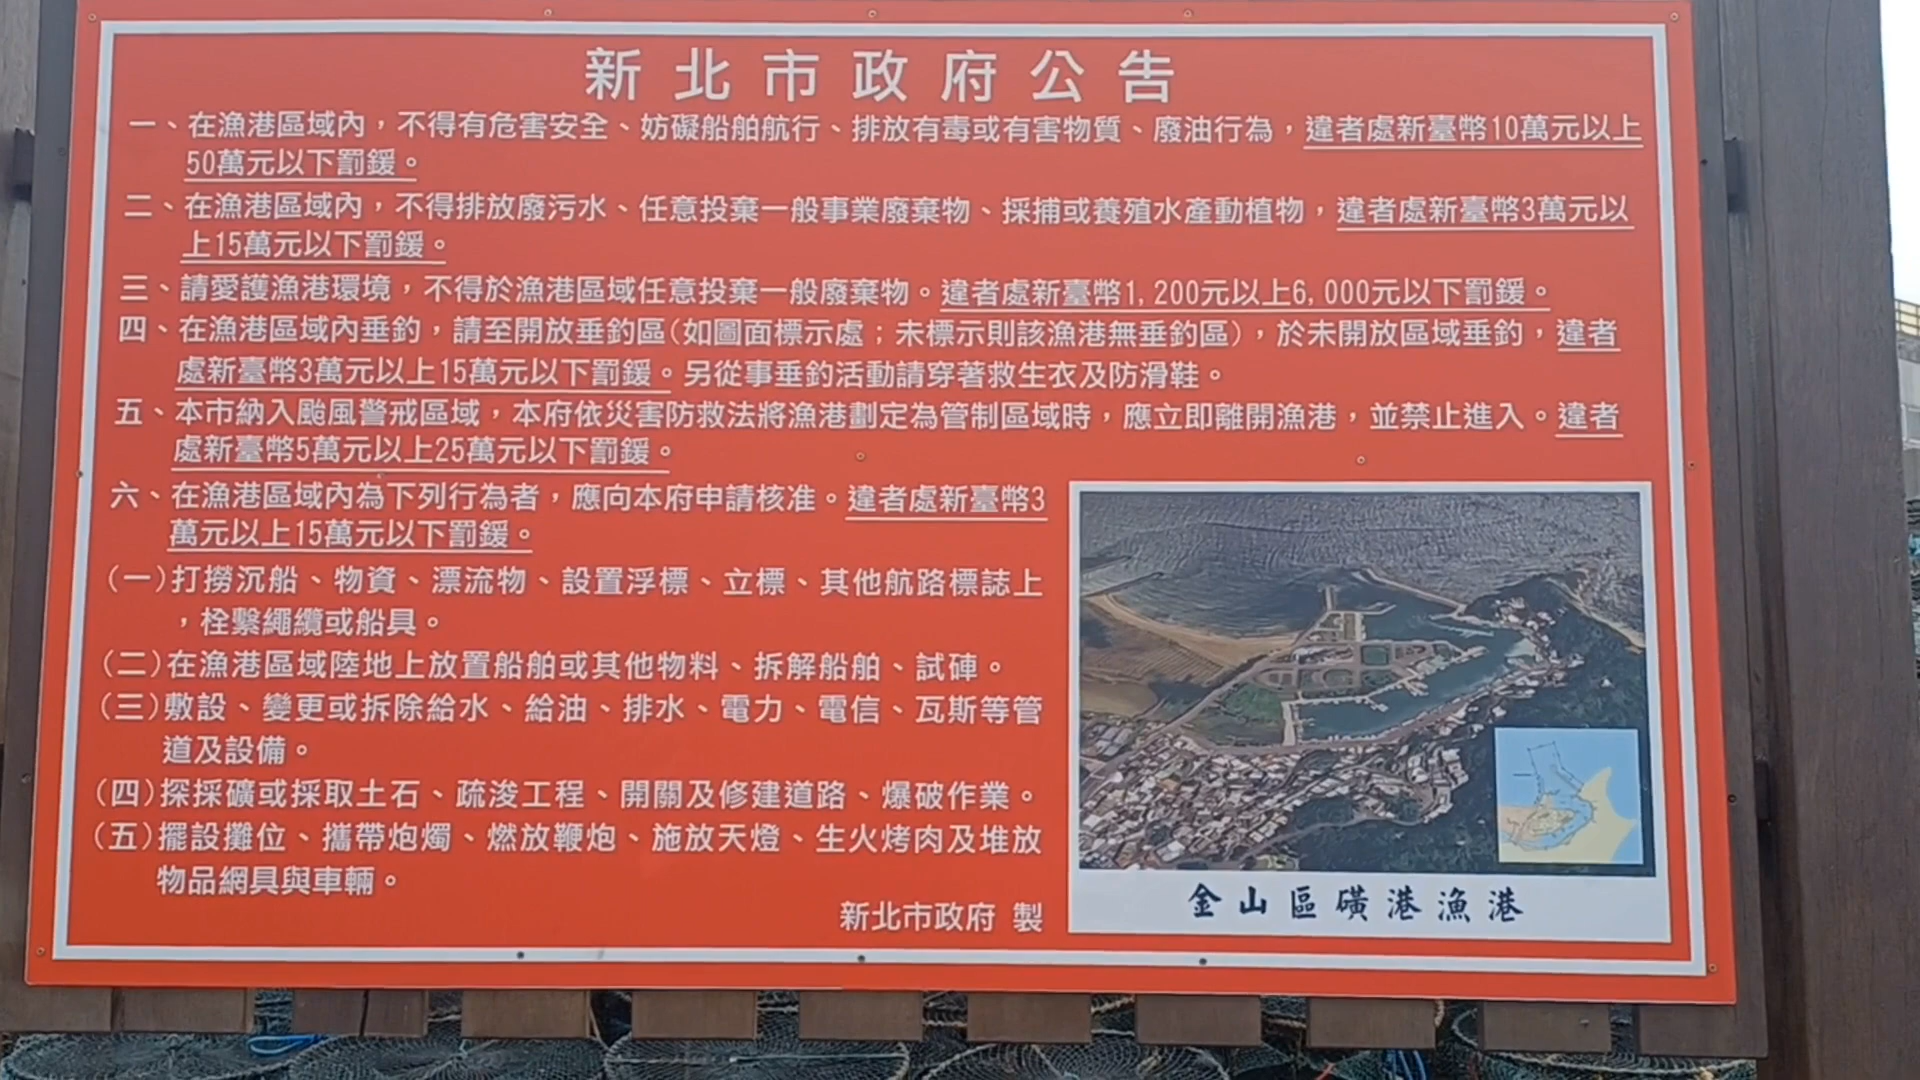 新北市政府公告
一、在漁港區域內，不得有危害安全、妨礙船舶航行、排放有毒或有害物質、廢油行為，違者處新臺幣10萬元以上
50萬元以下罰鍰。
二、在漁港區域內，不得排放廢污水、任意投棄一般事業廢棄物、採捕或養殖水產動植物，違者處新臺幣3萬元以
上15萬元以下罰鍰。
三、請愛護漁港環境，不得於漁港區域任意投棄一般廢棄物。違者處新臺幣1,200元以上6,000元以下罰鍰。
四、在漁港區域內垂釣，請至開放垂釣區(如圖面標示處；未標示則該漁港無垂釣區)，於未開放區域垂釣，違者
處新臺幣3萬元以上15萬元以下罰鍰。另從事垂釣活動請穿著救生衣及防滑鞋。
五、本市納入颱風警戒區域，本府依災害防救法將漁港劃定為管制區域時，應立即離開漁港，並禁止進入。違者
處新臺幣5萬元以上25萬元以下罰鍰。
六、在漁港區域內為下列行為者，應向本府申請核准。違者處新臺幣3
萬元以上15萬元以下罰鍰。
(一)打撈沉船、物資、漂流物、設置浮標、立標、其他航路標誌上
，栓繫繩纜或船具。
(二)在漁港區域陸地上放置船舶或其他物料、拆解船舶、試俥。
(三)敷設、變更或拆除給水、給油、排水、電力、電信、瓦斯等管
道及設備。
(四)探採礦或採取土石、疏浚工程、開關及修建道路、爆破作業。
(五)擺設攤位、攜帶炮燭、燃放鞭炮、施放天燈、生火烤肉及堆放
物品網具與車輛。
新北市政府 製
金山區磺港漁港